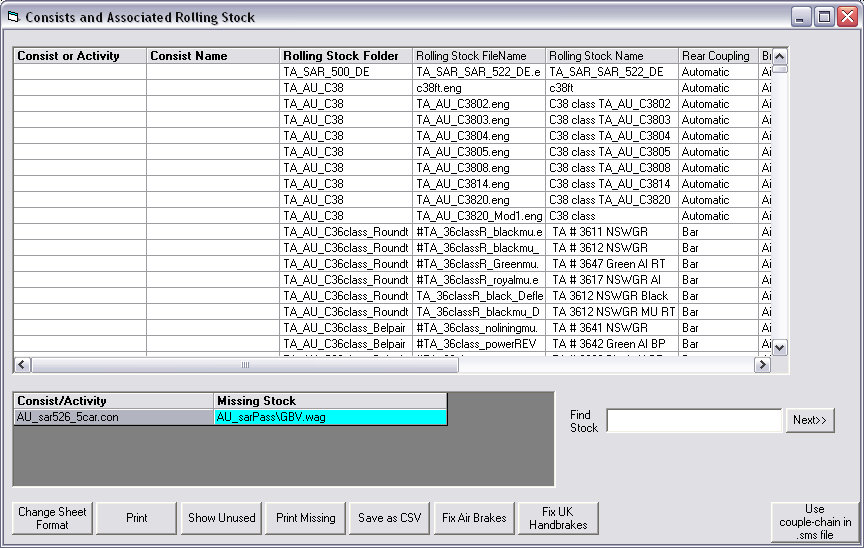 Consists and Associated Rolling Stock
Consist or Activity Consist Name Rolling Stock Folder Rolling Stock FileName Rolling Stock Name Rear Coupling Br
TA_SAR_500_DE TA_SAR_SAR_522_DE.e TA_SAR_SAR_522_DE Automatic Ai
TA_AU_C38 c38ft.eng c38ft Automatic Ai
TA_AU_C38 TA_AU_C3802.eng C38 class TA_AU_C3802 Automatic Ai
TA_AU_C38 TA_AU_C3803.eng C38 class TA_AU_C3803 Automatic Ai
TA_AU_C38 TA_AU_C3804.eng C38 class TA_AU_C3804 Automatic Ai
TA_AU_C38 TA_AU_C3805.eng C38 class TA_AU_C3805 Automatic Ai
TA_AU_C38 TA_AU_C3808.eng C38 class TA_AU_C3808 Automatic Ai
TA_AU_C38 TA_AU_C3814.eng C38 class TA_AU_C3814 Automatic Ai
TA_AU_C38 TA_AU_C3820.eng C38 class TA_AU_C3820 Automatic Ai
TA_AU_C38 TA_AU_C3820_Mod1.eng C38 class Automatic Ai
TA_AU_C36class_Roundt #TA_36classR_blackmu.e TA # 3611 NSWGR Bar Ai
TA_AU_C36class_Roundt #TA_36classR_blackmu_ TA # 3612 NSWGR Bar Ai
TA_AU_C36class_Roundt #TA_36classR_Greenmu. TA # 3647 Green AI RT Bar Ai
TA_AU_C36class_Roundt #TA_36classR_royalmu.e TA # 3617 NSWGR AI Bar Ai
TA_AU_C36class_Roundt TA_36classR_black_Defle TA 3612 NSWGR Black Bar Ai
TA_AU_C36class_Roundt TA_36classR_blackmu_D TA 3612 NSWGR MU RT Bar Ai
TA_AU_C36class_Belpair #TA_36class_noliningmu. TA # 3641 NSWGR Bar Ai
TA_AU_C36class_Belpair #TA_36class_powerREV TA # 3642 Green AI BP Bar Ai
Consist/Activity Missing Stock
AU_sar526_5car.con AU_sarPass\GBV.wag
Find
Stock
Next>>
Change Sheet
Format
Print
Show Unused
Print Missing
Save as CSV
Fix Air Brakes
Fix UK
Handbrakes
Use
couple-chain in
.sms file